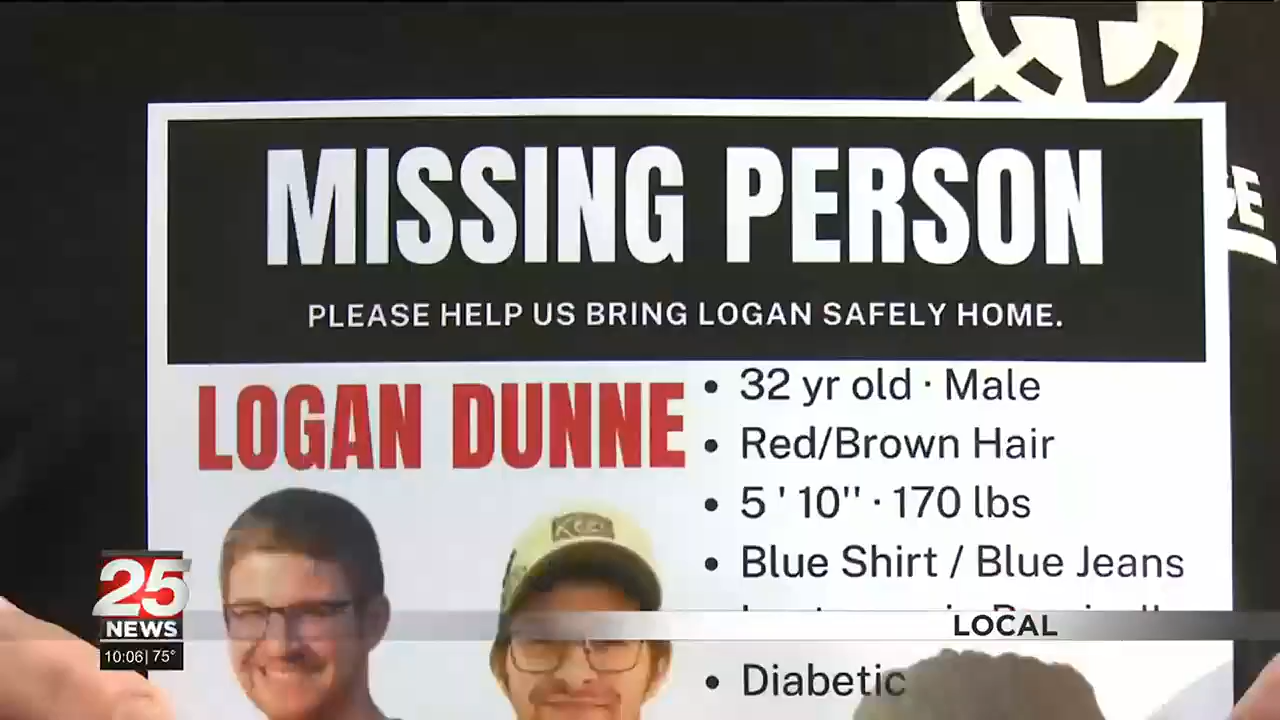 MISSING PERSON
PLEASE HELP US BRING LOGAN SAFELY HOME.
LOGAN DUNNE
• 32 yr old · Male
• Red/Brown Hair
• 5 ' 10'' · 170 lbs
• Blue Shirt / Blue Jeans
• Diabetic
25
NEWS
10:06| 75°
LOCAL